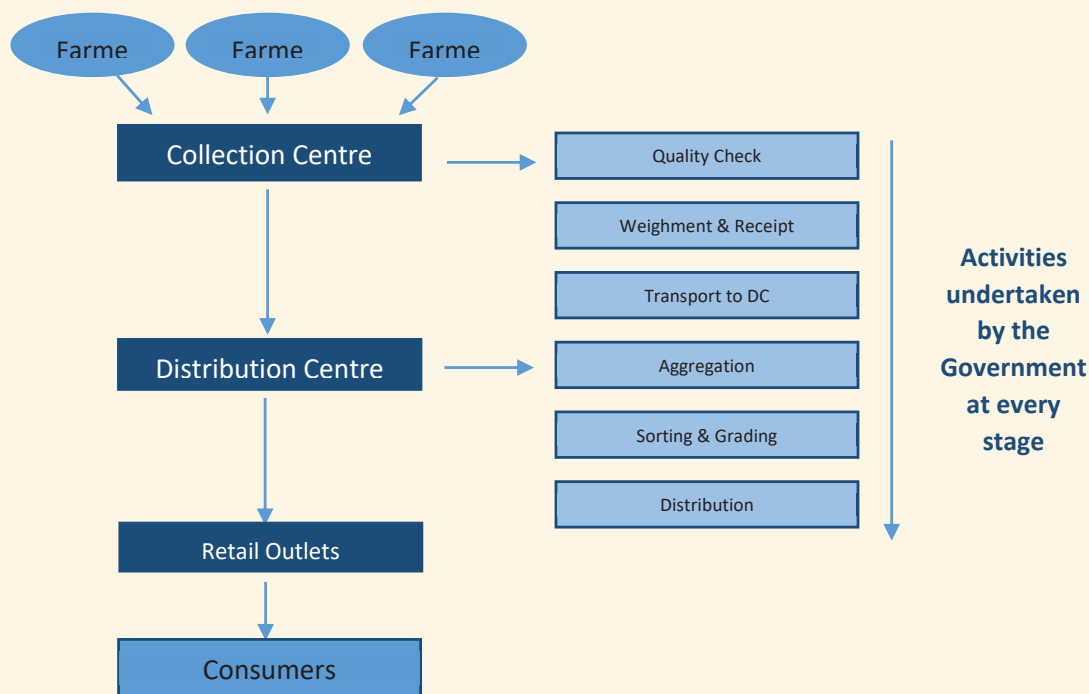 Farme
Farme
Farme
Collection Centre
Quality Check
Weighment & Receipt
Transport to DC
Distribution Centre
Aggregation
Sorting & Grading
Distribution
Retail Outlets
Consumers
Activities
undertaken
by the
Government
at every
stage